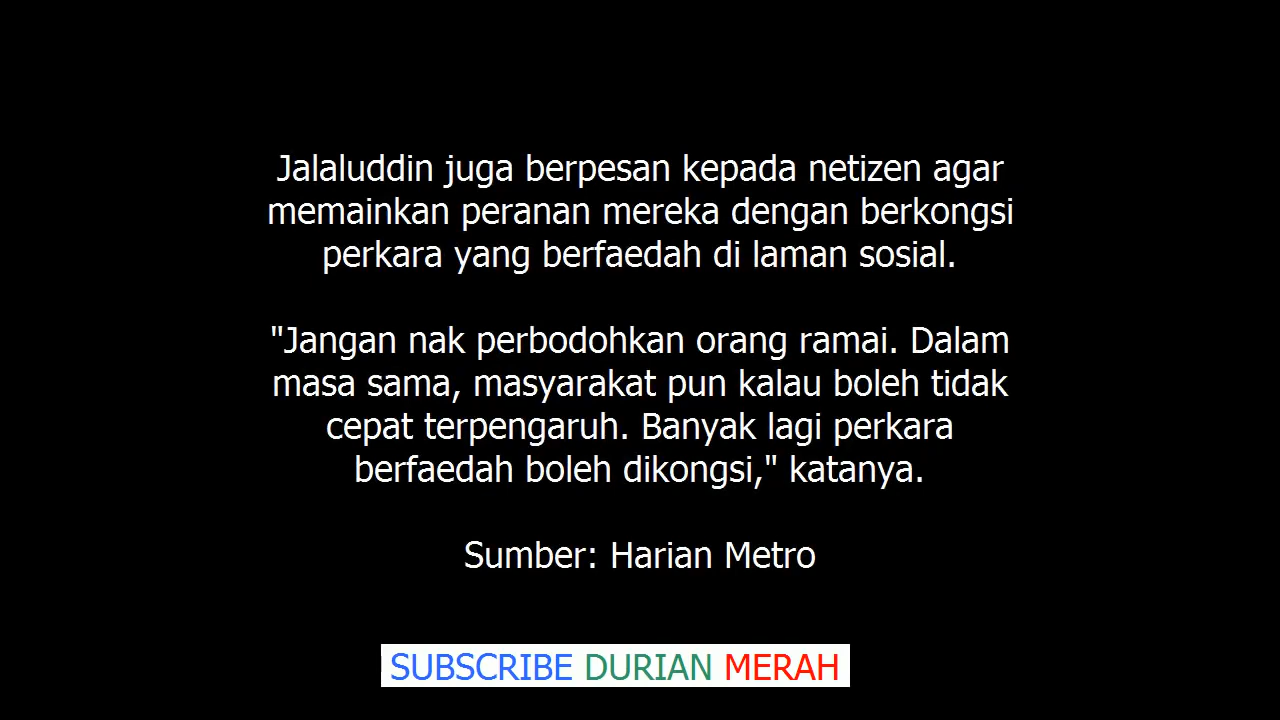 Jalaluddin juga berpesan kepada netizen agar
memainkan peranan mereka dengan berkongsi
perkara yang berfaedah di laman sosial.
"Jangan nak perbodohkan orang ramai. Dalam
masa sama, masyarakat pun kalau boleh tidak
cepat terpengaruh. Banyak lagi perkara
berfaedah boleh dikongsi," katanya.
Sumber: Harian Metro
SUBSCRIBE DURIAN MERAH